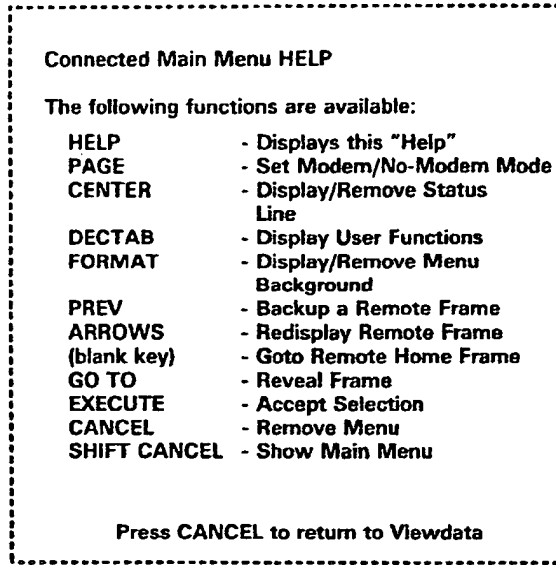 Connected Main Menu HELP
The following functions are available:
HELP - Displays this "Help"
PAGE - Set Modem/No-Modem Mode
CENTER - Display/Remove Status
Line
DECTAB - Display User Functions
FORMAT - Display/Remove Menu
Background
PREV - Backup a Remote Frame
ARROWS - Redisplay Remote Frame
(blank key) - Goto Remote Home Frame
GO TO - Reveal Frame
EXECUTE - Accept Selection
CANCEL - Remove Menu
SHIFT CANCEL - Show Main Menu
Press CANCEL to return to Viewdata